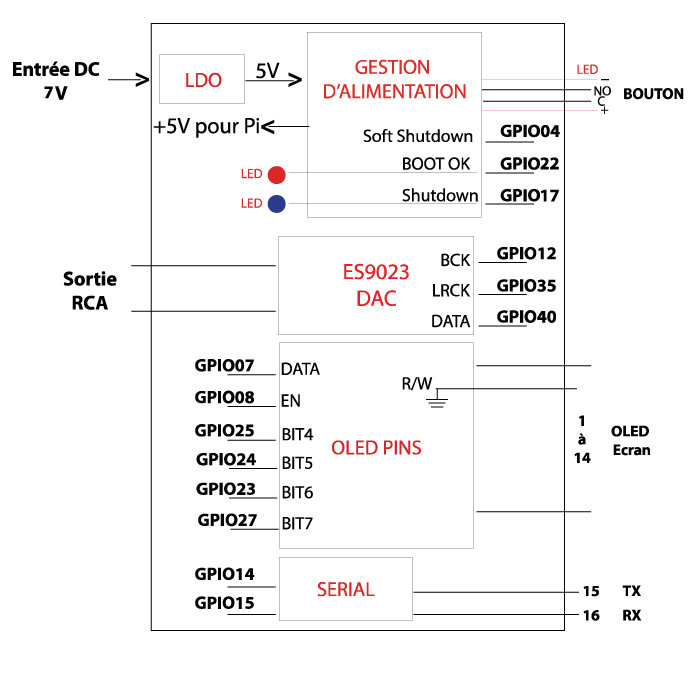 Entrée DC
7V
LDO
5V
GESTION
D'ALIMENTATION
LED
–
NO
C
+
BOUTON
+5V pour Pi
Soft Shutdown
GPIO04
BOOT OK
GPIO22
LED
Shutdown
GPIO17
LED
Sortie
RCA
ES9023
DAC
BCK
GPIO12
LRCK
GPIO35
DATA
GPIO40
GPIO07
DATA
R/W
GPIO08
EN
GPIO25
BIT4
OLED PINS
GPIO24
BIT5
GPIO23
BIT6
GPIO27
BIT7
1
à
14
OLED
Ecran
GPIO14
GPIO15
SERIAL
15 TX
16 RX